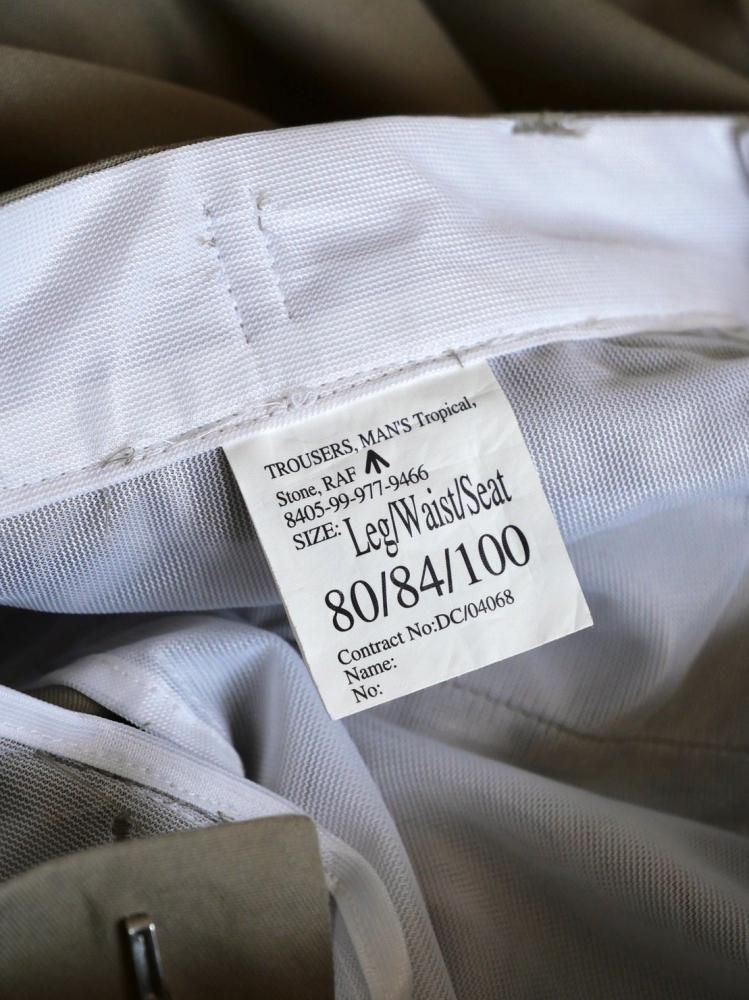 TROUSERS, MAN'S Tropical,
Stone, RAF
8405-99-977-9466
SIZE: Leg/Waist/Seat
80/84/100
Contract No:DC/04068
Name:
No: